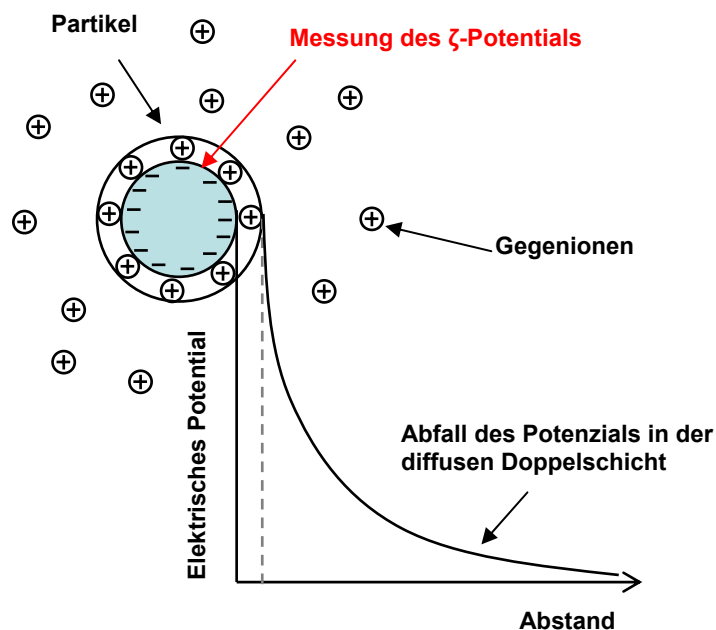 Partikel
Messung des ζ-Potentials
Gegenionen
Elektrisches Potential
Abfall des Potenzials in der
diffusen Doppelschicht
Abstand